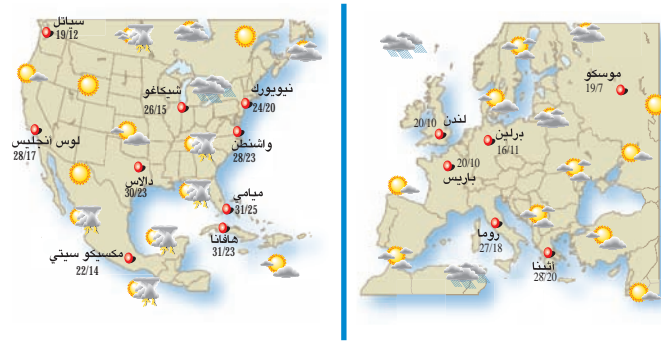 سياتل
19/12
شيكاغو
26/15
نيويورك
24/20
واشنطن
28/23
لوس انجليس
28/17
دالاس
30/23
ميامي
31/25
هافانا
31/23
مكسيكو سيتي
22/14
موسكو
19/7
لندن
20/10
برلين
16/11
20/10
باريس
روما
27/18
أثينا
28/20